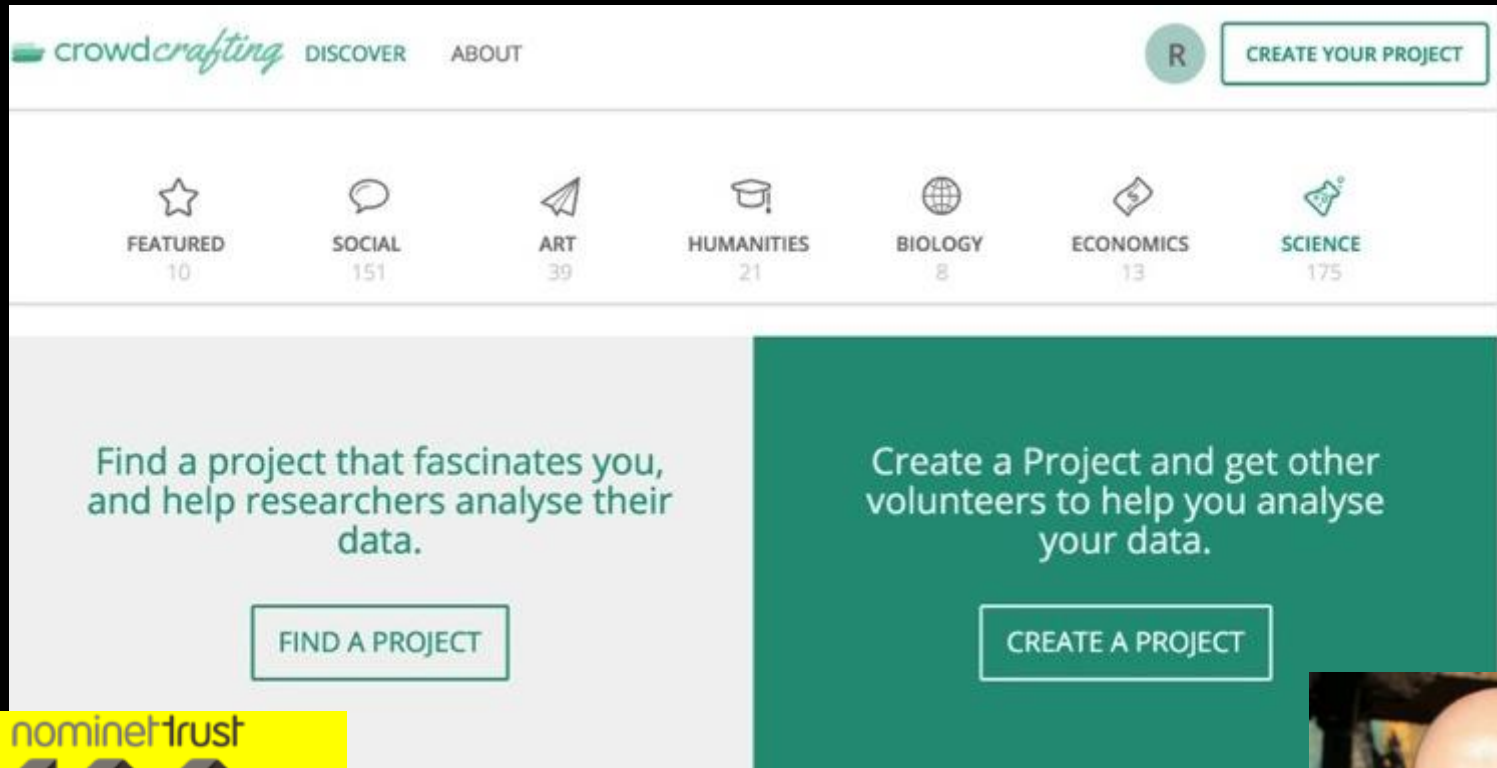 crowdcrafting DISCOVER ABOUT R CREATE YOUR PROJECT
FEATURED SOCIAL ART HUMANITIES BIOLOGY ECONOMICS SCIENCE
10 151 39 21 8 13 175
Find a project that fascinates you,
and help researchers analyse their
data.
FIND A PROJECT
Create a Project and get other
volunteers to help you analyse
your data.
CREATE A PROJECT
nominet trust